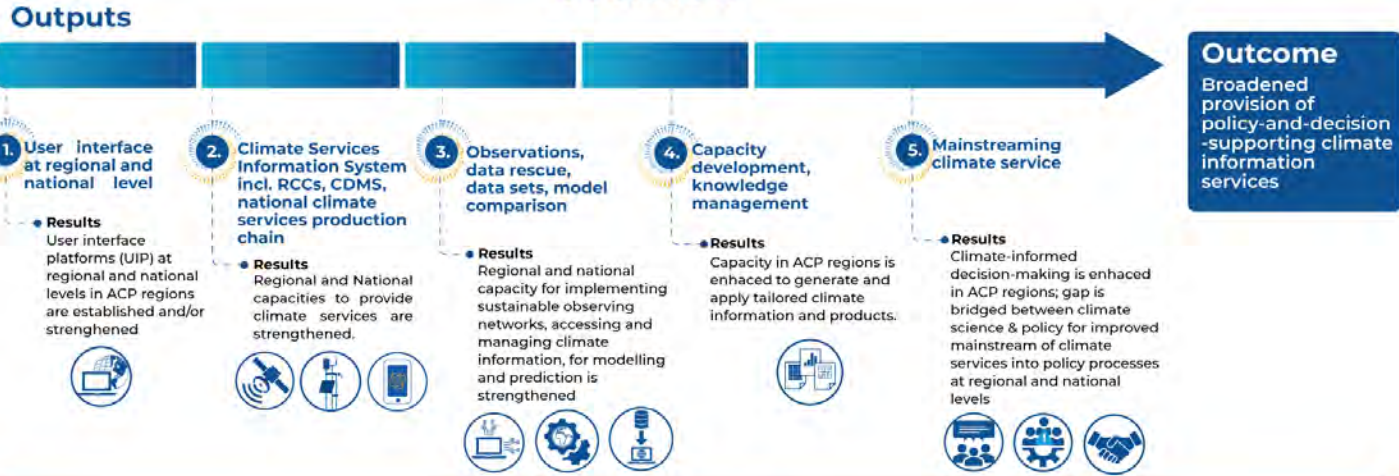 Outputs
1.
User interface
at regional and
national level
Results
User interface
platforms (UIP) at
regional and national
levels in ACP regions
are established and/or
strenghened
2.
Climate Services
Information System
incl. RCCs, CDMS,
national climate
services production
chain
Results
Regional and National
capacities to provide
climate services are
strengthened.
3.
Observations,
data rescue,
data sets, model
comparison
Results
Regional and national
capacity for implementing
sustainable observing
networks, accessing and
managing climate
information, for modelling
and prediction is
strengthened
4.
Capacity
development,
knowledge
management
Results
Capacity in ACP regions is
enhaced to generate and
apply tailored climate
information and products.
5.
Mainstreaming
climate service
Results
Climate-informed
decision-making is enhaced
in ACP regions; gap is
bridged between climate
science & policy for improved
mainstream of climate
services into policy processes
at regional and national
levels
Outcome
Broadened
provision of
policy-and-decision
-supporting climate
information
services